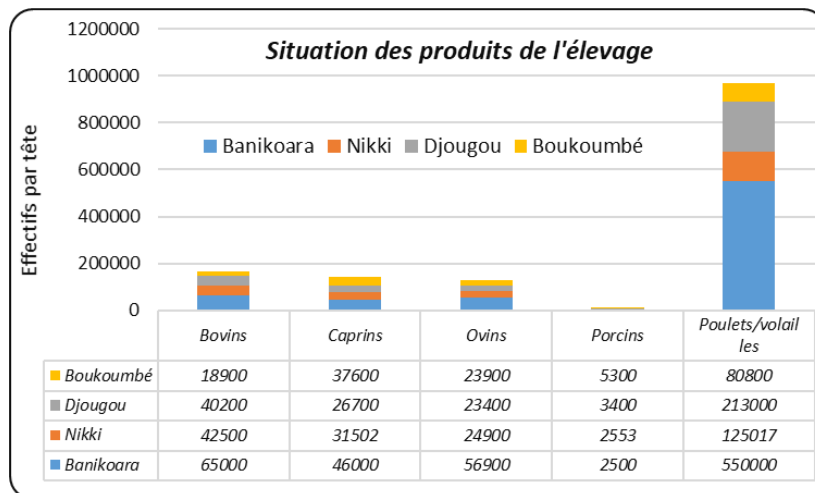 Situation des produits de l'élevage
1200000
1000000
800000
600000
400000
200000
0
Effectifs par tête
Banikoara Nikki Djougou Boukoumbé
Bovins Caprins Ovins Porcins Poulets/volail
les
Boukoumbé 18900 37600 23900 5300 80800
Djougou 40200 26700 23400 3400 213000
Nikki 42500 31502 24900 2553 125017
Banikoara 65000 46000 56900 2500 550000